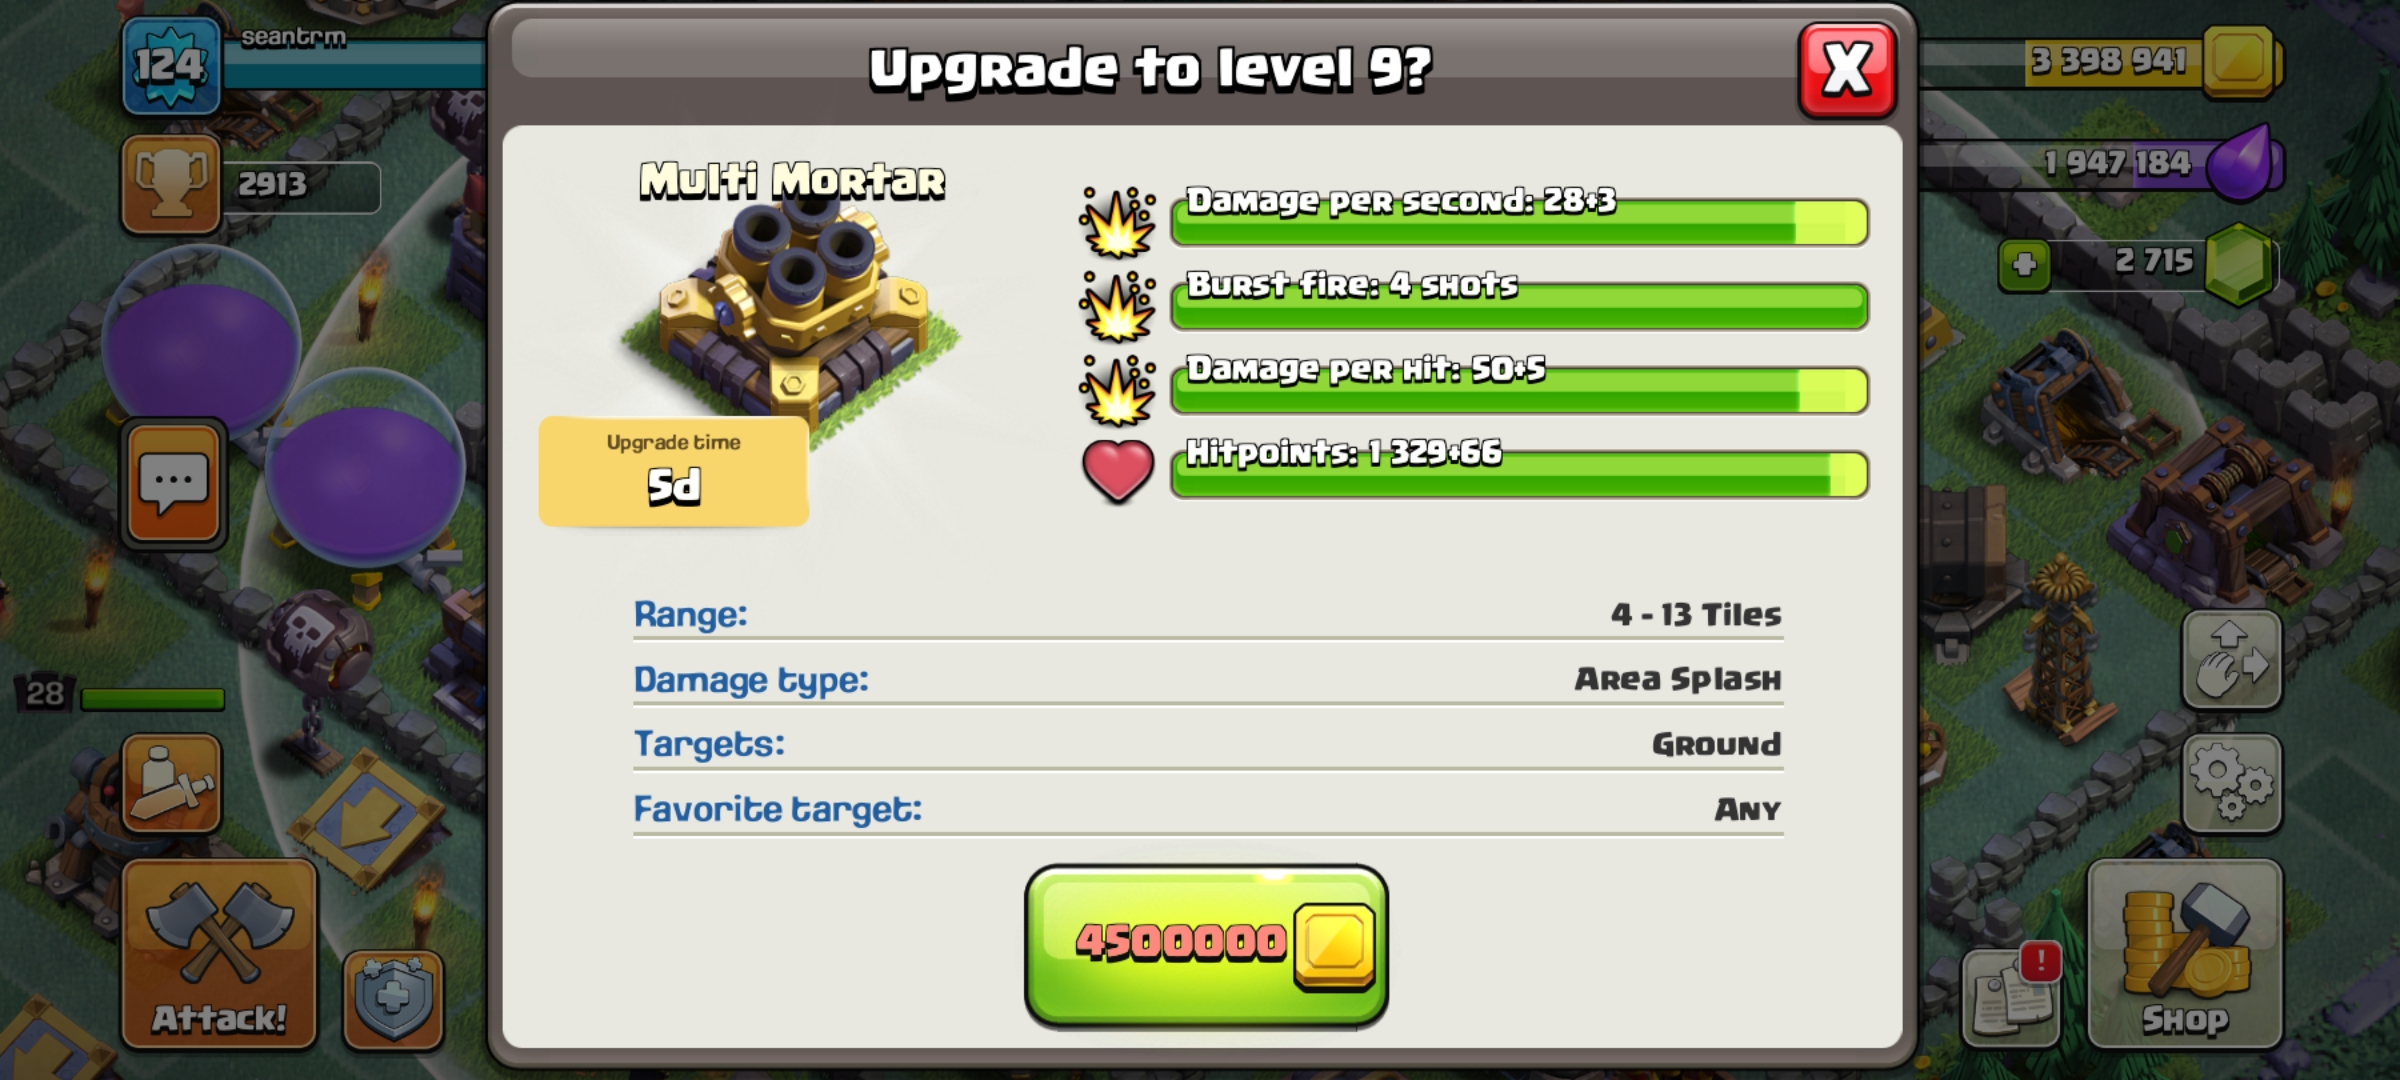 124
seantrm
2913
28
Attack!
Upgrade to level 9?
X
Multi Mortar
Upgrade time
5d
Damage per second: 28+3
Burst fire: 4 shots
Damage per hit: 50+5
Hitpoints: 1 329+66
Range: 4 - 13 Tiles
Damage type: Area Splash
Targets: Ground
Favorite target: Any
4500000
3 398 941
1 947 184
+ 2 715
!
Shop